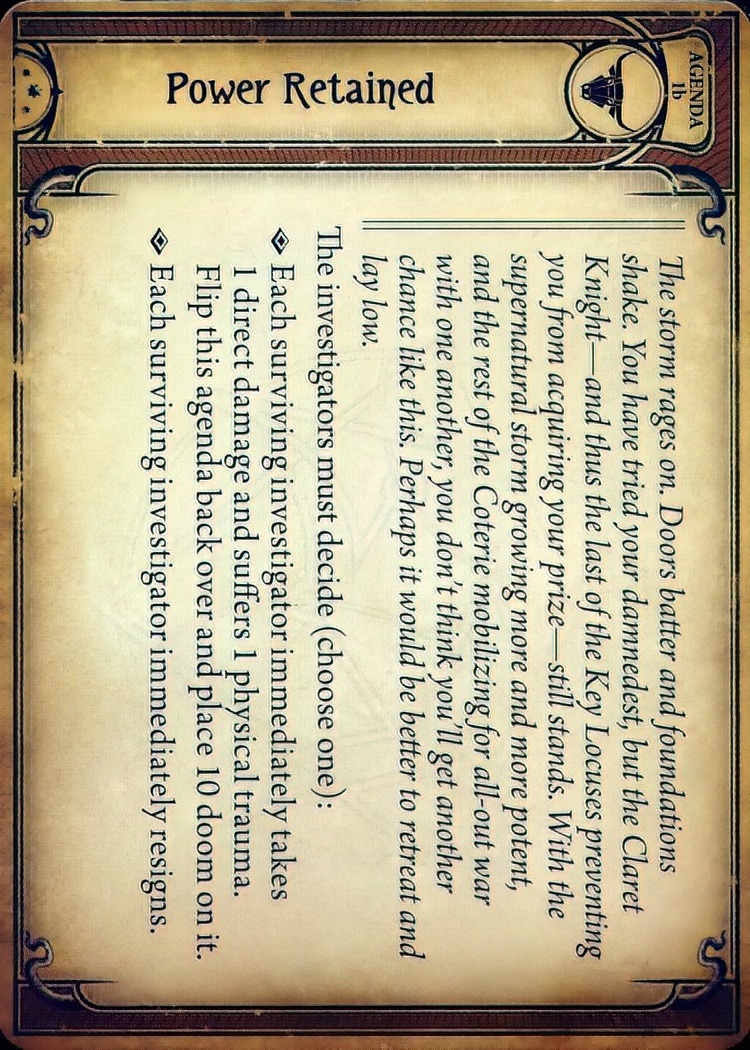 AGENDA
1b
Power Retained
The storm rages on. Doors batter and foundations
shake. You have tried your damnedest, but the Claret
Knight—and thus the last of the Key Locuses preventing
you from acquiring your prize—still stands. With the
supernatural storm growing more and more potent,
and the rest of the Coterie mobilizing for all-out war
with one another, you don't think you'll get another
chance like this. Perhaps it would be better to retreat and
lay low.
The investigators must decide (choose one):
Each surviving investigator immediately takes
1 direct damage and suffers 1 physical trauma.
Flip this agenda back over and place 10 doom on it.
Each surviving investigator immediately resigns.